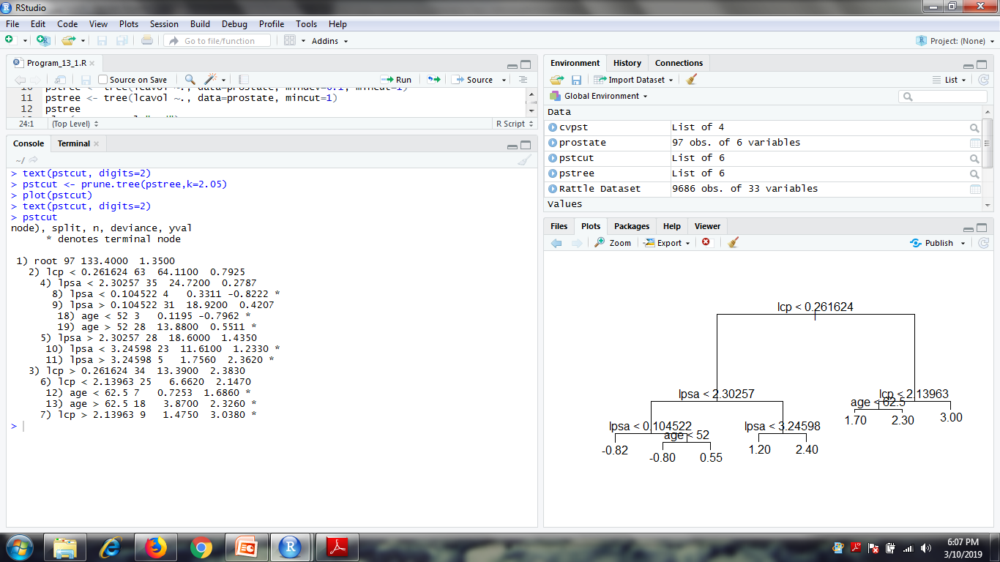 RStudio
File Edit Code View Plots Session Build Debug Profile Tools Help
Go to file/function Addins Project: (None)
Program_13_1.R
Source on Save Run Source
10 pstree <- tree(lcavol ~., data=prostate, mindev=0.1, mincut=1)
11 pstree <- tree(lcavol ~., data=prostate, mincut=1)
12 pstree
24:1 (Top Level) R Script
Console Terminal
~/
> text(pstcut, digits=2)
> pstcut <- prune.tree(pstree,k=2.05)
> plot(pstcut)
> text(pstcut, digits=2)
> pstcut
node), split, n, deviance, yval
* denotes terminal node
1) root 97 133.4000 1.3500
2) lcp < 0.261624 63 64.1100 0.7925
4) lpsa < 2.30257 35 24.7200 0.2787
8) lpsa < 0.104522 4 0.3311 -0.8222 *
9) lpsa > 0.104522 31 18.9200 0.4207
18) age < 52 3 0.1195 -0.7962 *
19) age > 52 28 13.8800 0.5511 *
5) lpsa > 2.30257 28 18.6000 1.4350
10) lpsa < 3.24598 23 11.6100 1.2330 *
11) lpsa > 3.24598 5 1.7560 2.3620 *
3) lcp > 0.261624 34 13.3900 2.3830
6) lcp < 2.13963 25 6.6620 2.1470
12) age < 62.5 7 0.7253 1.6860 *
13) age > 62.5 18 3.8700 2.3260 *
7) lcp > 2.13963 9 1.4750 3.0380 *
>
Environment History Connections
Import Dataset List
Global Environment
Data
cvpst List of 4
prostate 97 obs. of 6 variables
pstcut List of 6
pstree List of 6
Rattle Dataset 9686 obs. of 33 variables
Values
Files Plots Packages Help Viewer
Zoom Export Publish
lcp < 0.261624
lpsa < 2.30257 lcp < 2.13963
age < 62.5
1.70 2.30 3.00
lpsa < 0.104522 lpsa < 3.24598
age < 52
-0.82 1.20 2.40
-0.80 0.55
6:07 PM
3/10/2019